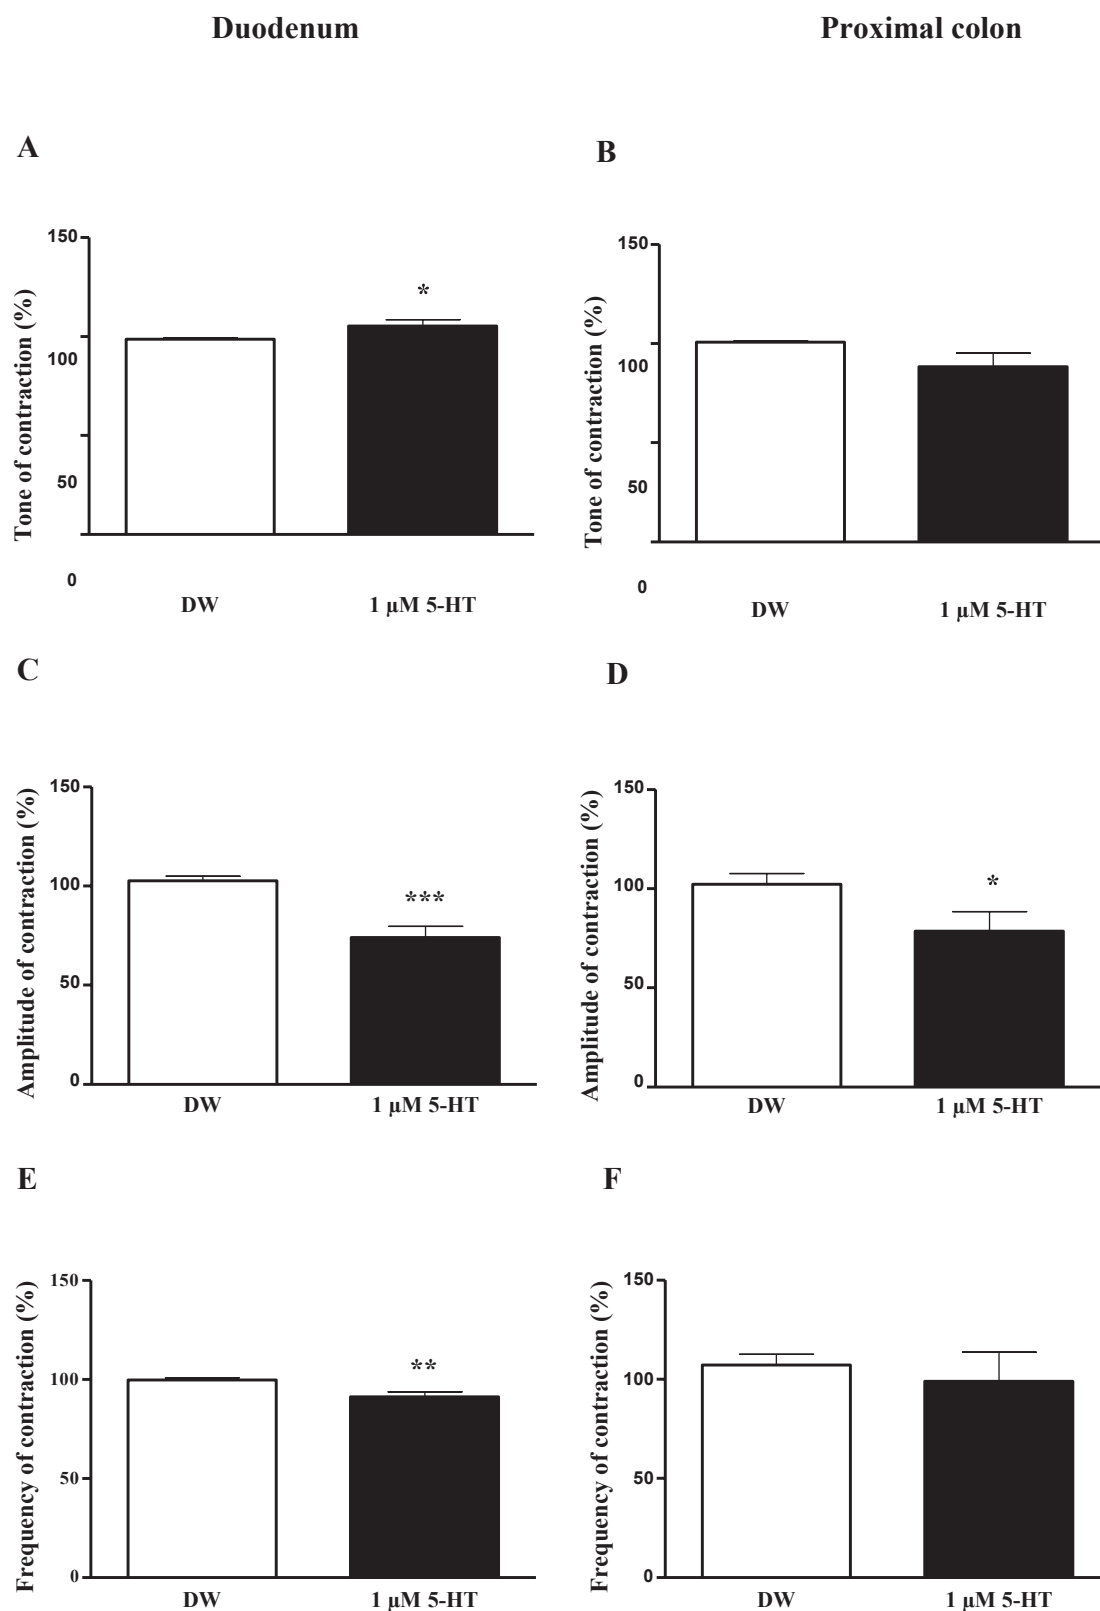 Duodenum
Proximal colon
A
B
150
100
50
0
Tone of contraction (%)
*
DW
1 µM 5-HT
150
100
50
0
Tone of contraction (%)
DW
1 µM 5-HT
C
D
150
100
50
0
Amplitude of contraction (%)
***
DW
1 µM 5-HT
150
100
50
0
Amplitude of contraction (%)
*
DW
1 µM 5-HT
E
F
150
100
50
0
Frequency of contraction (%)
**
DW
1 µM 5-HT
150
100
50
0
Frequency of contraction (%)
DW
1 µM 5-HT